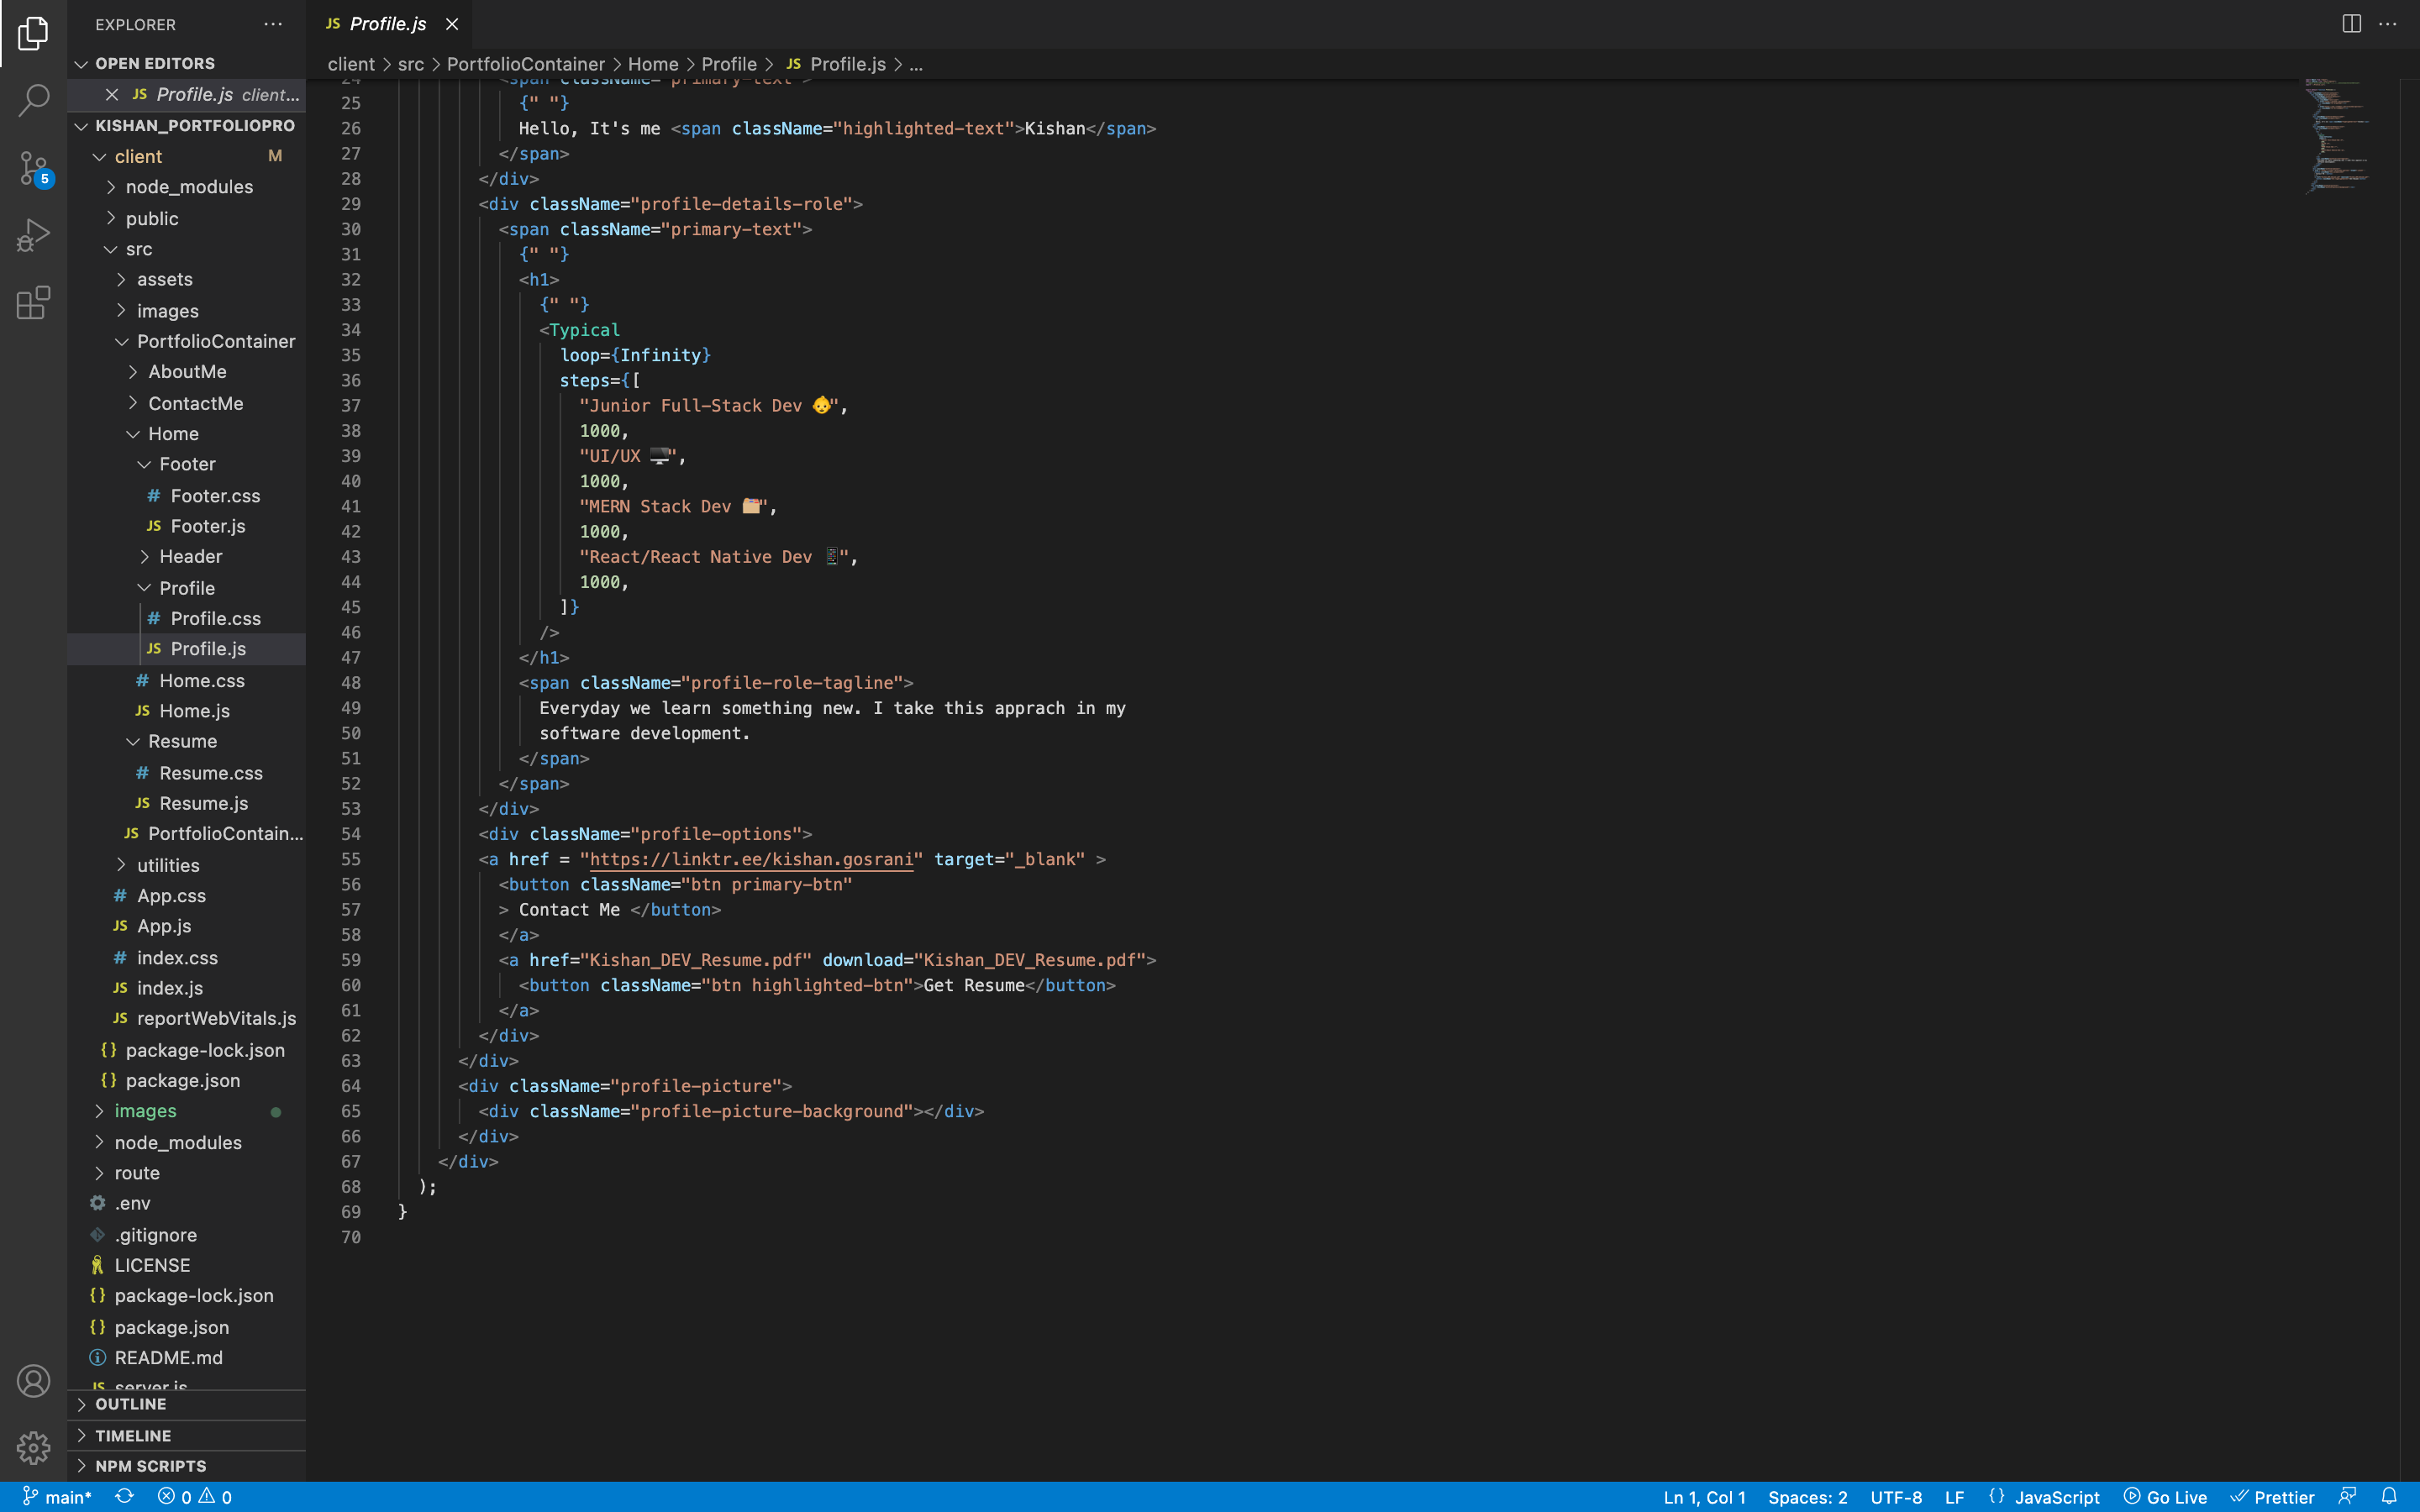 EXPLORER
OPEN EDITORS
JS Profile.js client...
KISHAN_PORTFOLIOPRO
client M
node_modules
public
src
assets
images
PortfolioContainer
AboutMe
ContactMe
Home
Footer
# Footer.css
JS Footer.js
Header
Profile
# Profile.css
JS Profile.js
# Home.css
JS Home.js
Resume
# Resume.css
JS Resume.js
JS PortfolioContain...
utilities
# App.css
JS App.js
# index.css
JS index.js
JS reportWebVitals.js
{} package-lock.json
{} package.json
images
node_modules
route
.env
.gitignore
LICENSE
{} package-lock.json
{} package.json
README.md
JS server.js
OUTLINE
TIMELINE
NPM SCRIPTS
5
JS Profile.js
client > src > PortfolioContainer > Home > Profile > JS Profile.js > ...
24 <span className="primary-text">
25 {" "}
26 Hello, It's me <span className="highlighted-text">Kishan</span>
27 </span>
28 </div>
29 <div className="profile-details-role">
30 <span className="primary-text">
31 {" "}
32 <h1>
33 {" "}
34 <Typical
35 loop={Infinity}
36 steps={[
37 "Junior Full-Stack Dev 👶",
38 1000,
39 "UI/UX 🖥️",
40 1000,
41 "MERN Stack Dev 🗂️",
42 1000,
43 "React/React Native Dev 📱",
44 1000,
45 ]}
46 />
47 </h1>
48 <span className="profile-role-tagline">
49 Everyday we learn something new. I take this apprach in my
50 software development.
51 </span>
52 </span>
53 </div>
54 <div className="profile-options">
55 <a href = "https://linktr.ee/kishan.gosrani" target="_blank" >
56 <button className="btn primary-btn"
57 > Contact Me </button>
58 </a>
59 <a href="Kishan_DEV_Resume.pdf" download="Kishan_DEV_Resume.pdf">
60 <button className="btn highlighted-btn">Get Resume</button>
61 </a>
62 </div>
63 </div>
64 <div className="profile-picture">
65 <div className="profile-picture-background"></div>
66 </div>
67 </div>
68 );
69 }
70
main* 0 0 Ln 1, Col 1 Spaces: 2 UTF-8 LF {} JavaScript Go Live Prettier